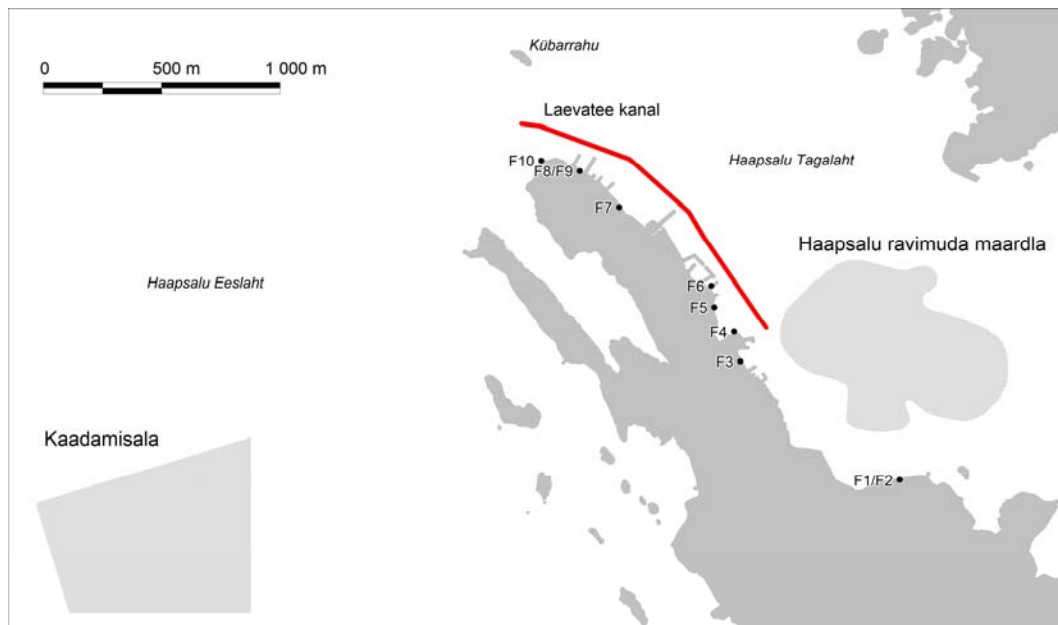 Kübarrahu
0 500 m 1 000 m
Laevatee kanal
Haapsalu Tagalaht
F10
F8/F9
F7
Haapsalu ravimuda maardla
Haapsalu Eeslaht
F6
F5
F4
F3
Kaadamisala
F1/F2